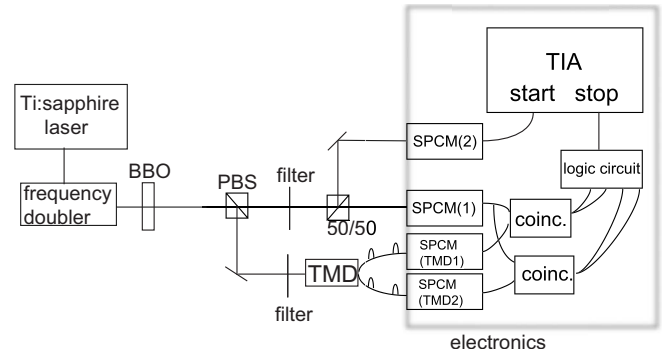 TIA
start stop
Ti:sapphire
laser
SPCM(2)
BBO
PBS
filter
logic circuit
frequency
doubler
50/50
SPCM(1)
coinc.
TMD
SPCM
(TMD1)
SPCM
(TMD2)
coinc.
filter
electronics